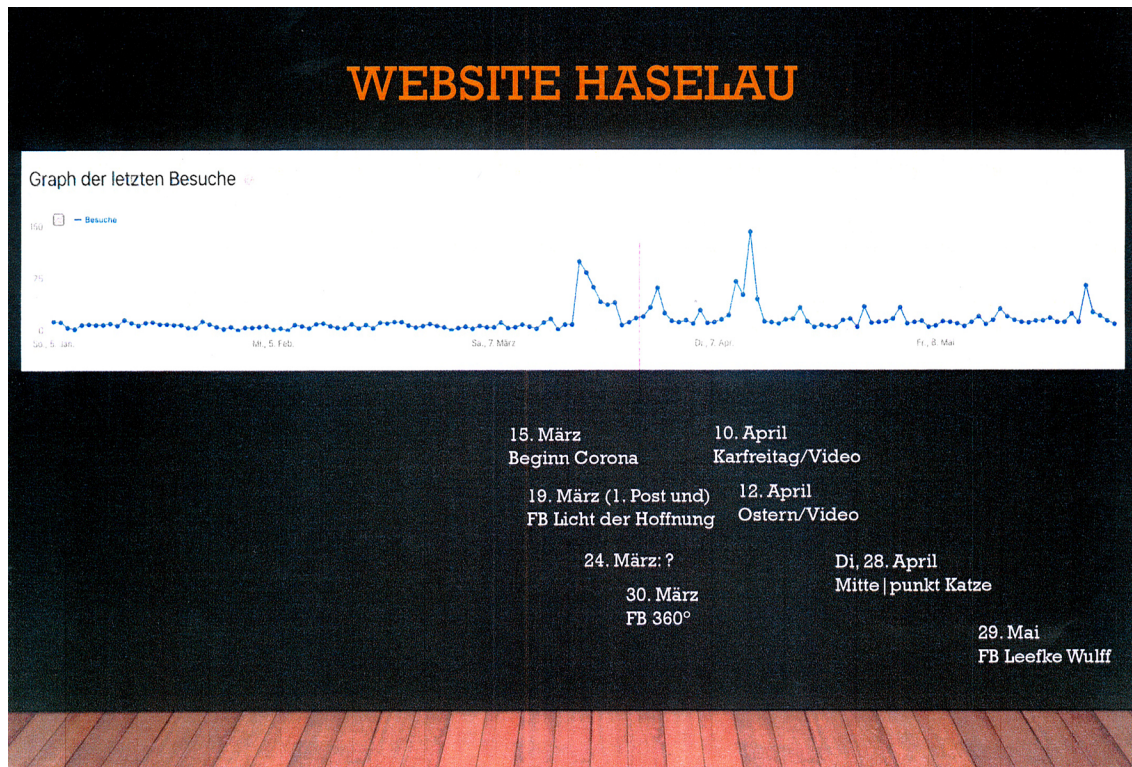 WEBSITE HASELAU
Graph der letzten Besuche
Besuche
150
75
0
So., 5. Jan.
Mi., 5. Feb.
Sa., 7. März
Di., 7. Apr.
Fr., 8. Mai
15. März
Beginn Corona
10. April
Karfreitag/Video
19. März (1. Post und)
FB Licht der Hoffnung
12. April
Ostern/Video
24. März: ?
30. März
FB 360°
Di, 28. April
Mitte|punkt Katze
29. Mai
FB Leefke Wulff